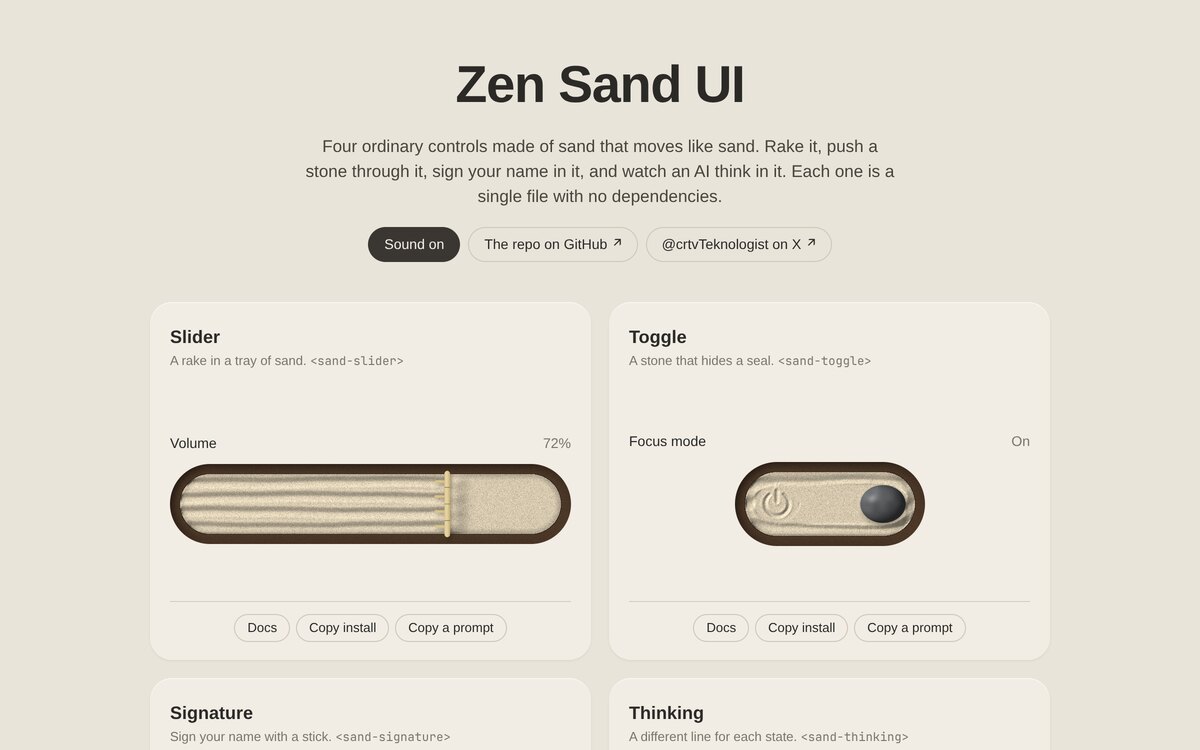 Zen Sand UI
Four ordinary controls made of sand that moves like sand. Rake it, push a
stone through it, sign your name in it, and watch an AI think in it. Each one is a
single file with no dependencies.
Sound on
The repo on GitHub ↗
@crtvTeknologist on X ↗
Slider
A rake in a tray of sand. <sand-slider>
Volume
72%
Docs
Copy install
Copy a prompt
Toggle
A stone that hides a seal. <sand-toggle>
Focus mode
On
Docs
Copy install
Copy a prompt
Signature
Sign your name with a stick. <sand-signature>
Thinking
A different line for each state. <sand-thinking>